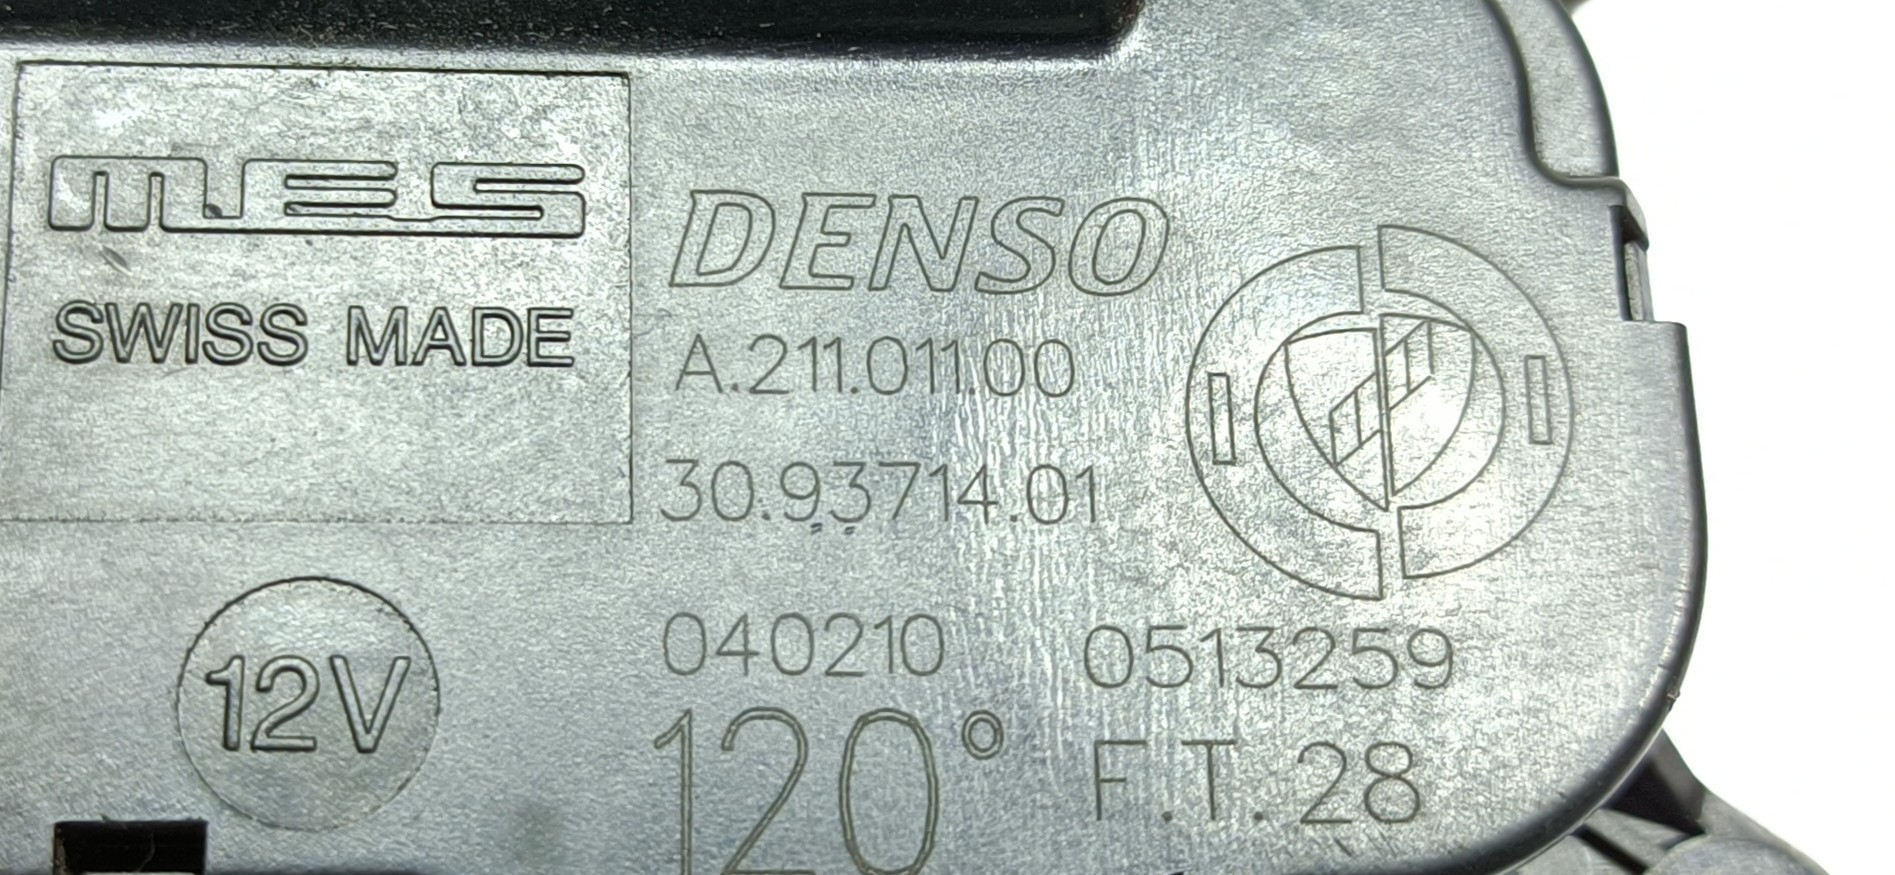 MES
SWISS MADE
12V
DENSO
A.211.011.00
30.93714.01
040210 0513259
120° F.T.28